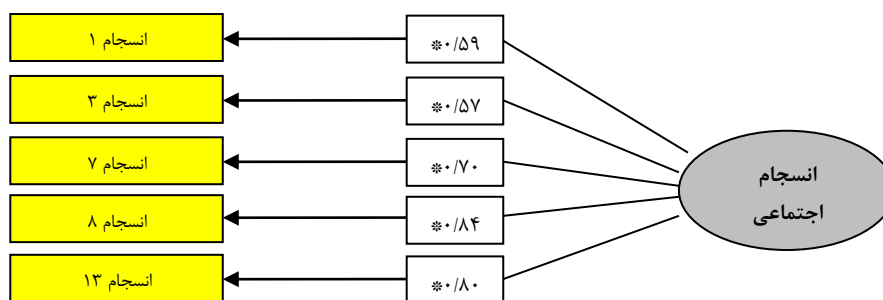 انسجام ۱
*۰/۵۹
انسجام ۳
*۰/۵۷
انسجام ۷
*۰/۷۰
انسجام ۸
*۰/۸۴
انسجام ۱۳
*۰/۸۰
انسجام
اجتماعی